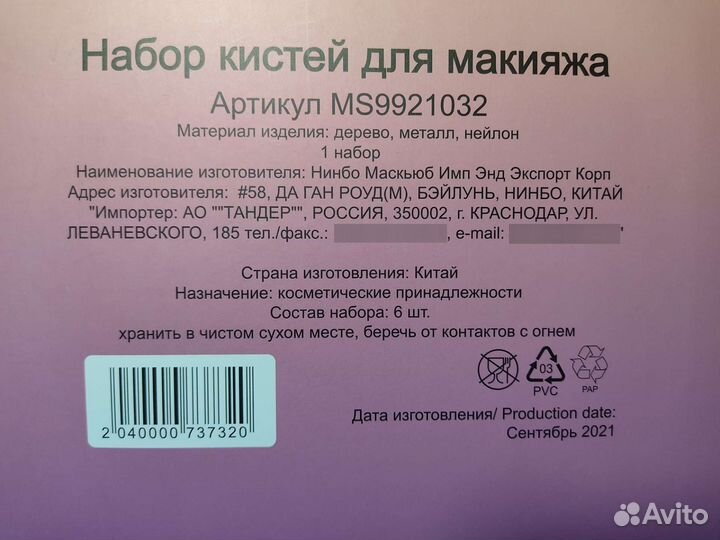 Набор кистей для макияжа
Артикул MS9921032
Материал изделия: дерево, металл, нейлон
1 набор
Наименование изготовителя: Нинбо Маскьюб Имп Энд Экспорт Корп
Адрес изготовителя: #58, ДА ГАН РОУД(М), БЭЙЛУНЬ, НИНБО, КИТАЙ
"Импортер: АО ""ТАНДЕР"", РОССИЯ, 350002, г. КРАСНОДАР, УЛ.
ЛЕВАНЕВСКОГО, 185 тел./факс.: , e-mail: "
Страна изготовления: Китай
Назначение: косметические принадлежности
Состав набора: 6 шт.
хранить в чистом сухом месте, беречь от контактов с огнем
03
PVC
PAP
2 040000 737320
Дата изготовления/ Production date:
Сентябрь 2021
Avito